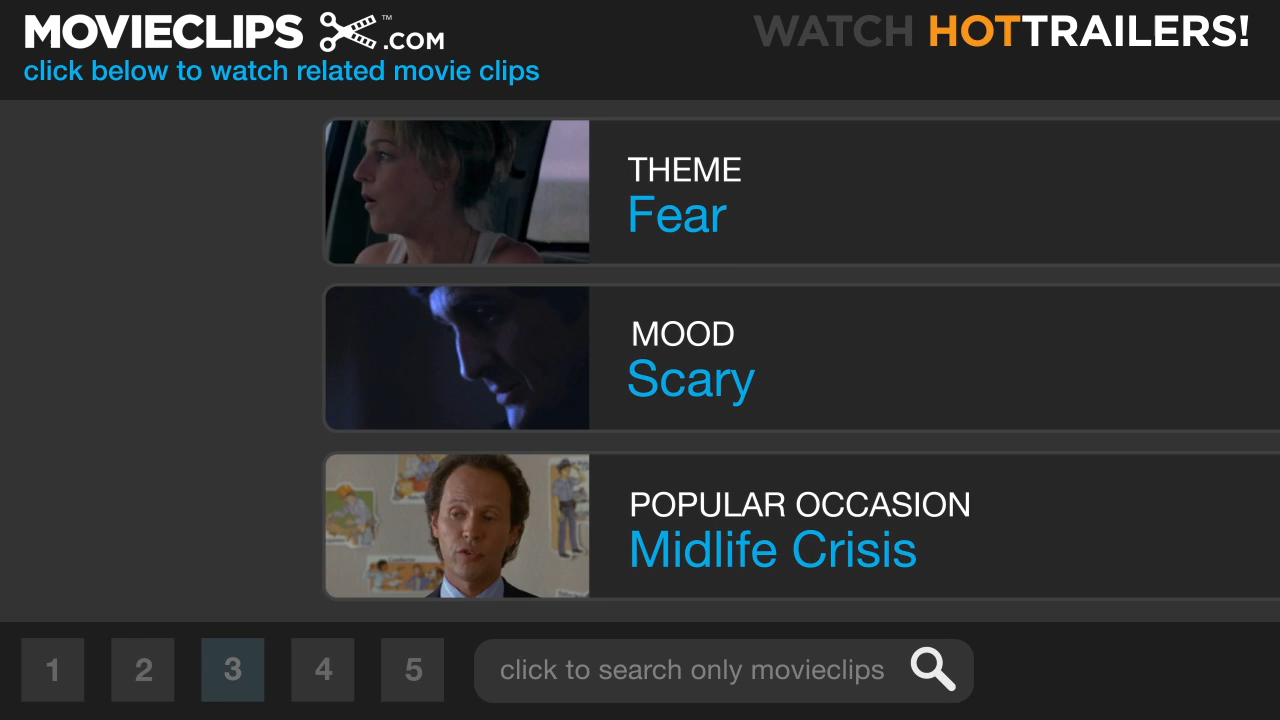 MOVIECLIPS ™ .COM
WATCH HOTTRAILERS!
click below to watch related movie clips
THEME
Fear
MOOD
Scary
POPULAR OCCASION
Midlife Crisis
1 2 3 4 5
click to search only movieclips